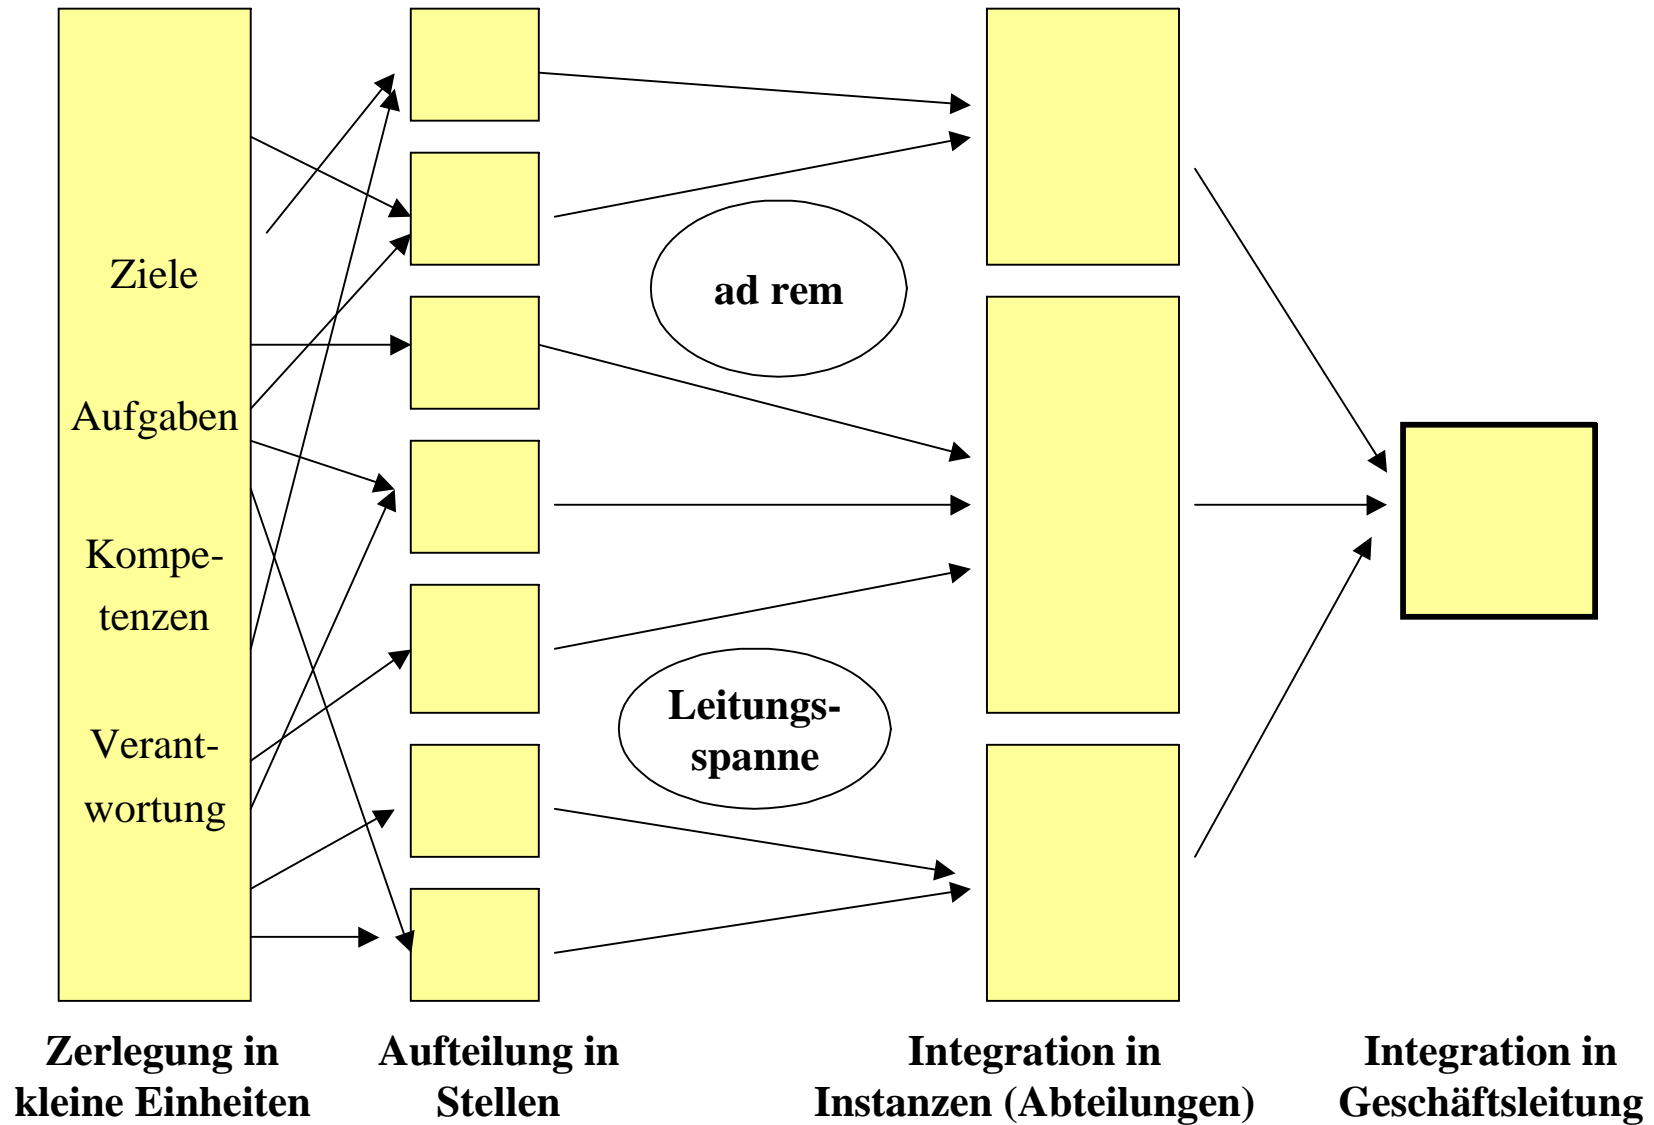 Ziele
Aufgaben
Kompe-
tenzen
Verant-
wortung
ad rem
Leitungs-
spanne
Zerlegung in
kleine Einheiten
Aufteilung in
Stellen
Integration in
Instanzen (Abteilungen)
Integration in
Geschäftsleitung